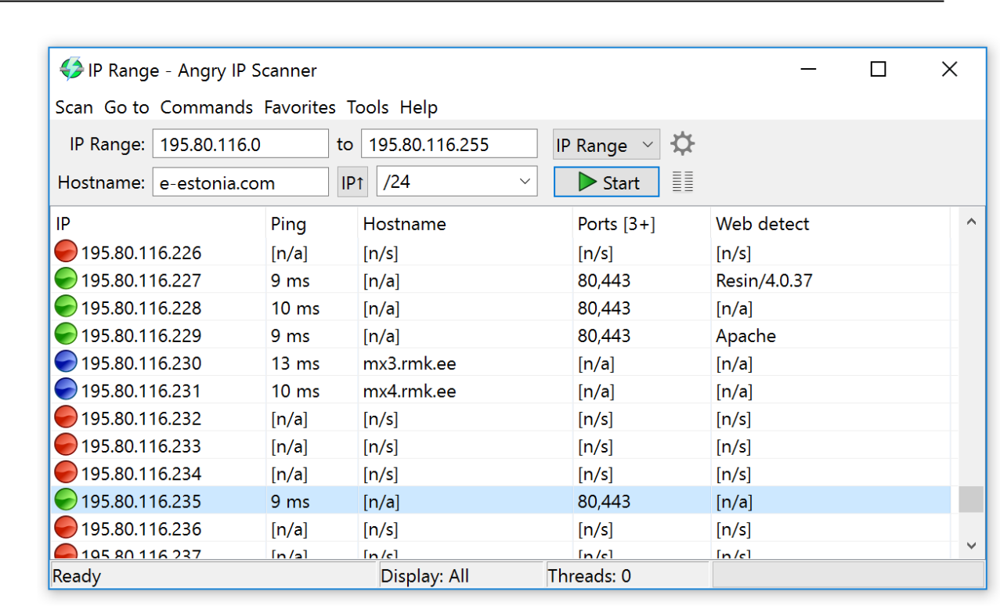 IP Range - Angry IP Scanner
Scan Go to Commands Favorites Tools Help
IP Range: 195.80.116.0 to 195.80.116.255 IP Range
Hostname: e-estonia.com IP↑ /24 Start
IP Ping Hostname Ports [3+] Web detect
195.80.116.226 [n/a] [n/s] [n/s] [n/s]
195.80.116.227 9 ms [n/a] 80,443 Resin/4.0.37
195.80.116.228 10 ms [n/a] 80,443 [n/a]
195.80.116.229 9 ms [n/a] 80,443 Apache
195.80.116.230 13 ms mx3.rmk.ee [n/a] [n/a]
195.80.116.231 10 ms mx4.rmk.ee [n/a] [n/a]
195.80.116.232 [n/a] [n/s] [n/s] [n/s]
195.80.116.233 [n/a] [n/s] [n/s] [n/s]
195.80.116.234 [n/a] [n/s] [n/s] [n/s]
195.80.116.235 9 ms [n/a] 80,443 [n/a]
195.80.116.236 [n/a] [n/s] [n/s] [n/s]
195.80.116.237 [n/a] [n/s] [n/s] [n/s]
Ready Display: All Threads: 0